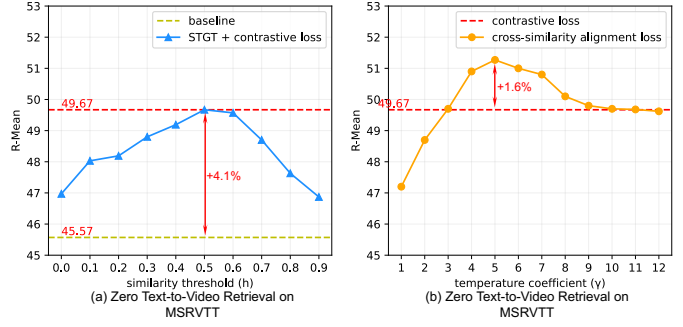 53
52
51
50
49
48
47
46
45
R-Mean
baseline
STGT + contrastive loss
49.67
+4.1%
45.57
0.0 0.1 0.2 0.3 0.4 0.5 0.6 0.7 0.8 0.9
similarity threshold (h)
(a) Zero Text-to-Video Retrieval on
MSRVTT
53
52
51
50
49
48
47
46
45
R-Mean
contrastive loss
cross-similarity alignment loss
49.67
+1.6%
1 2 3 4 5 6 7 8 9 10 11 12
temperature coefficient (γ)
(b) Zero Text-to-Video Retrieval on
MSRVTT